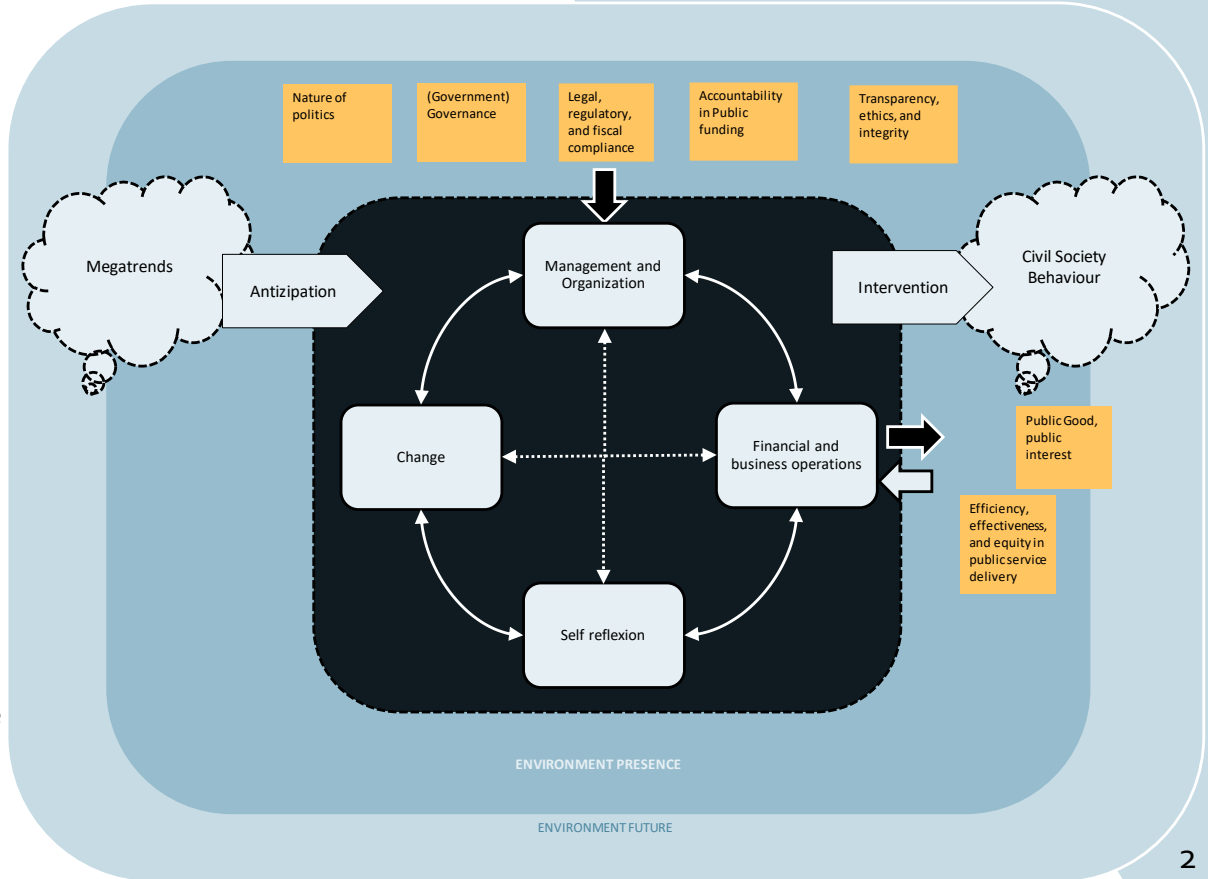 Nature of
politics
(Government)
Governance
Legal,
regulatory,
and fiscal
compliance
Accountability
in Public
funding
Transparency,
ethics, and
integrity
Megatrends
Antizipation
Management and
Organization
Intervention
Civil Society
Behaviour
Change
Financial and
business operations
Public Good,
public
interest
Efficiency,
effectiveness,
and equity in
public service
delivery
Self reflexion
ENVIRONMENT PRESENCE
ENVIRONMENT FUTURE
2